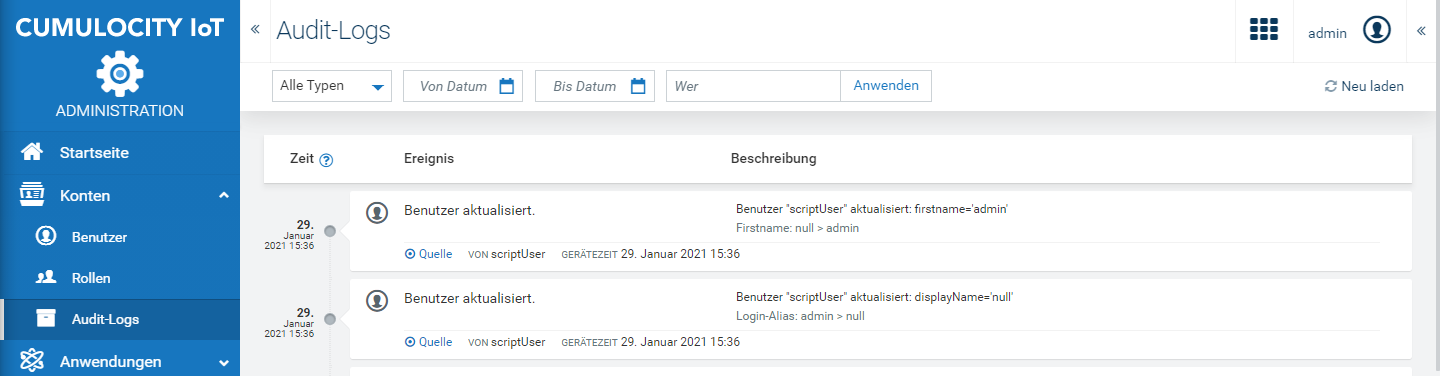 CUMULOCITY IoT
ADMINISTRATION
Startseite
Konten
Benutzer
Rollen
Audit-Logs
Anwendungen
« Audit-Logs
admin «
Alle Typen Von Datum Bis Datum Wer Anwenden Neu laden
Zeit ? Ereignis Beschreibung
29.
Januar
2021 15:36
Benutzer aktualisiert.
Benutzer "scriptUser" aktualisiert: firstname='admin'
Firstname: null > admin
Quelle VON scriptUser GERÄTEZEIT 29. Januar 2021 15:36
29.
Januar
2021 15:36
Benutzer aktualisiert.
Benutzer "scriptUser" aktualisiert: displayName='null'
Login-Alias: admin > null
Quelle VON scriptUser GERÄTEZEIT 29. Januar 2021 15:36